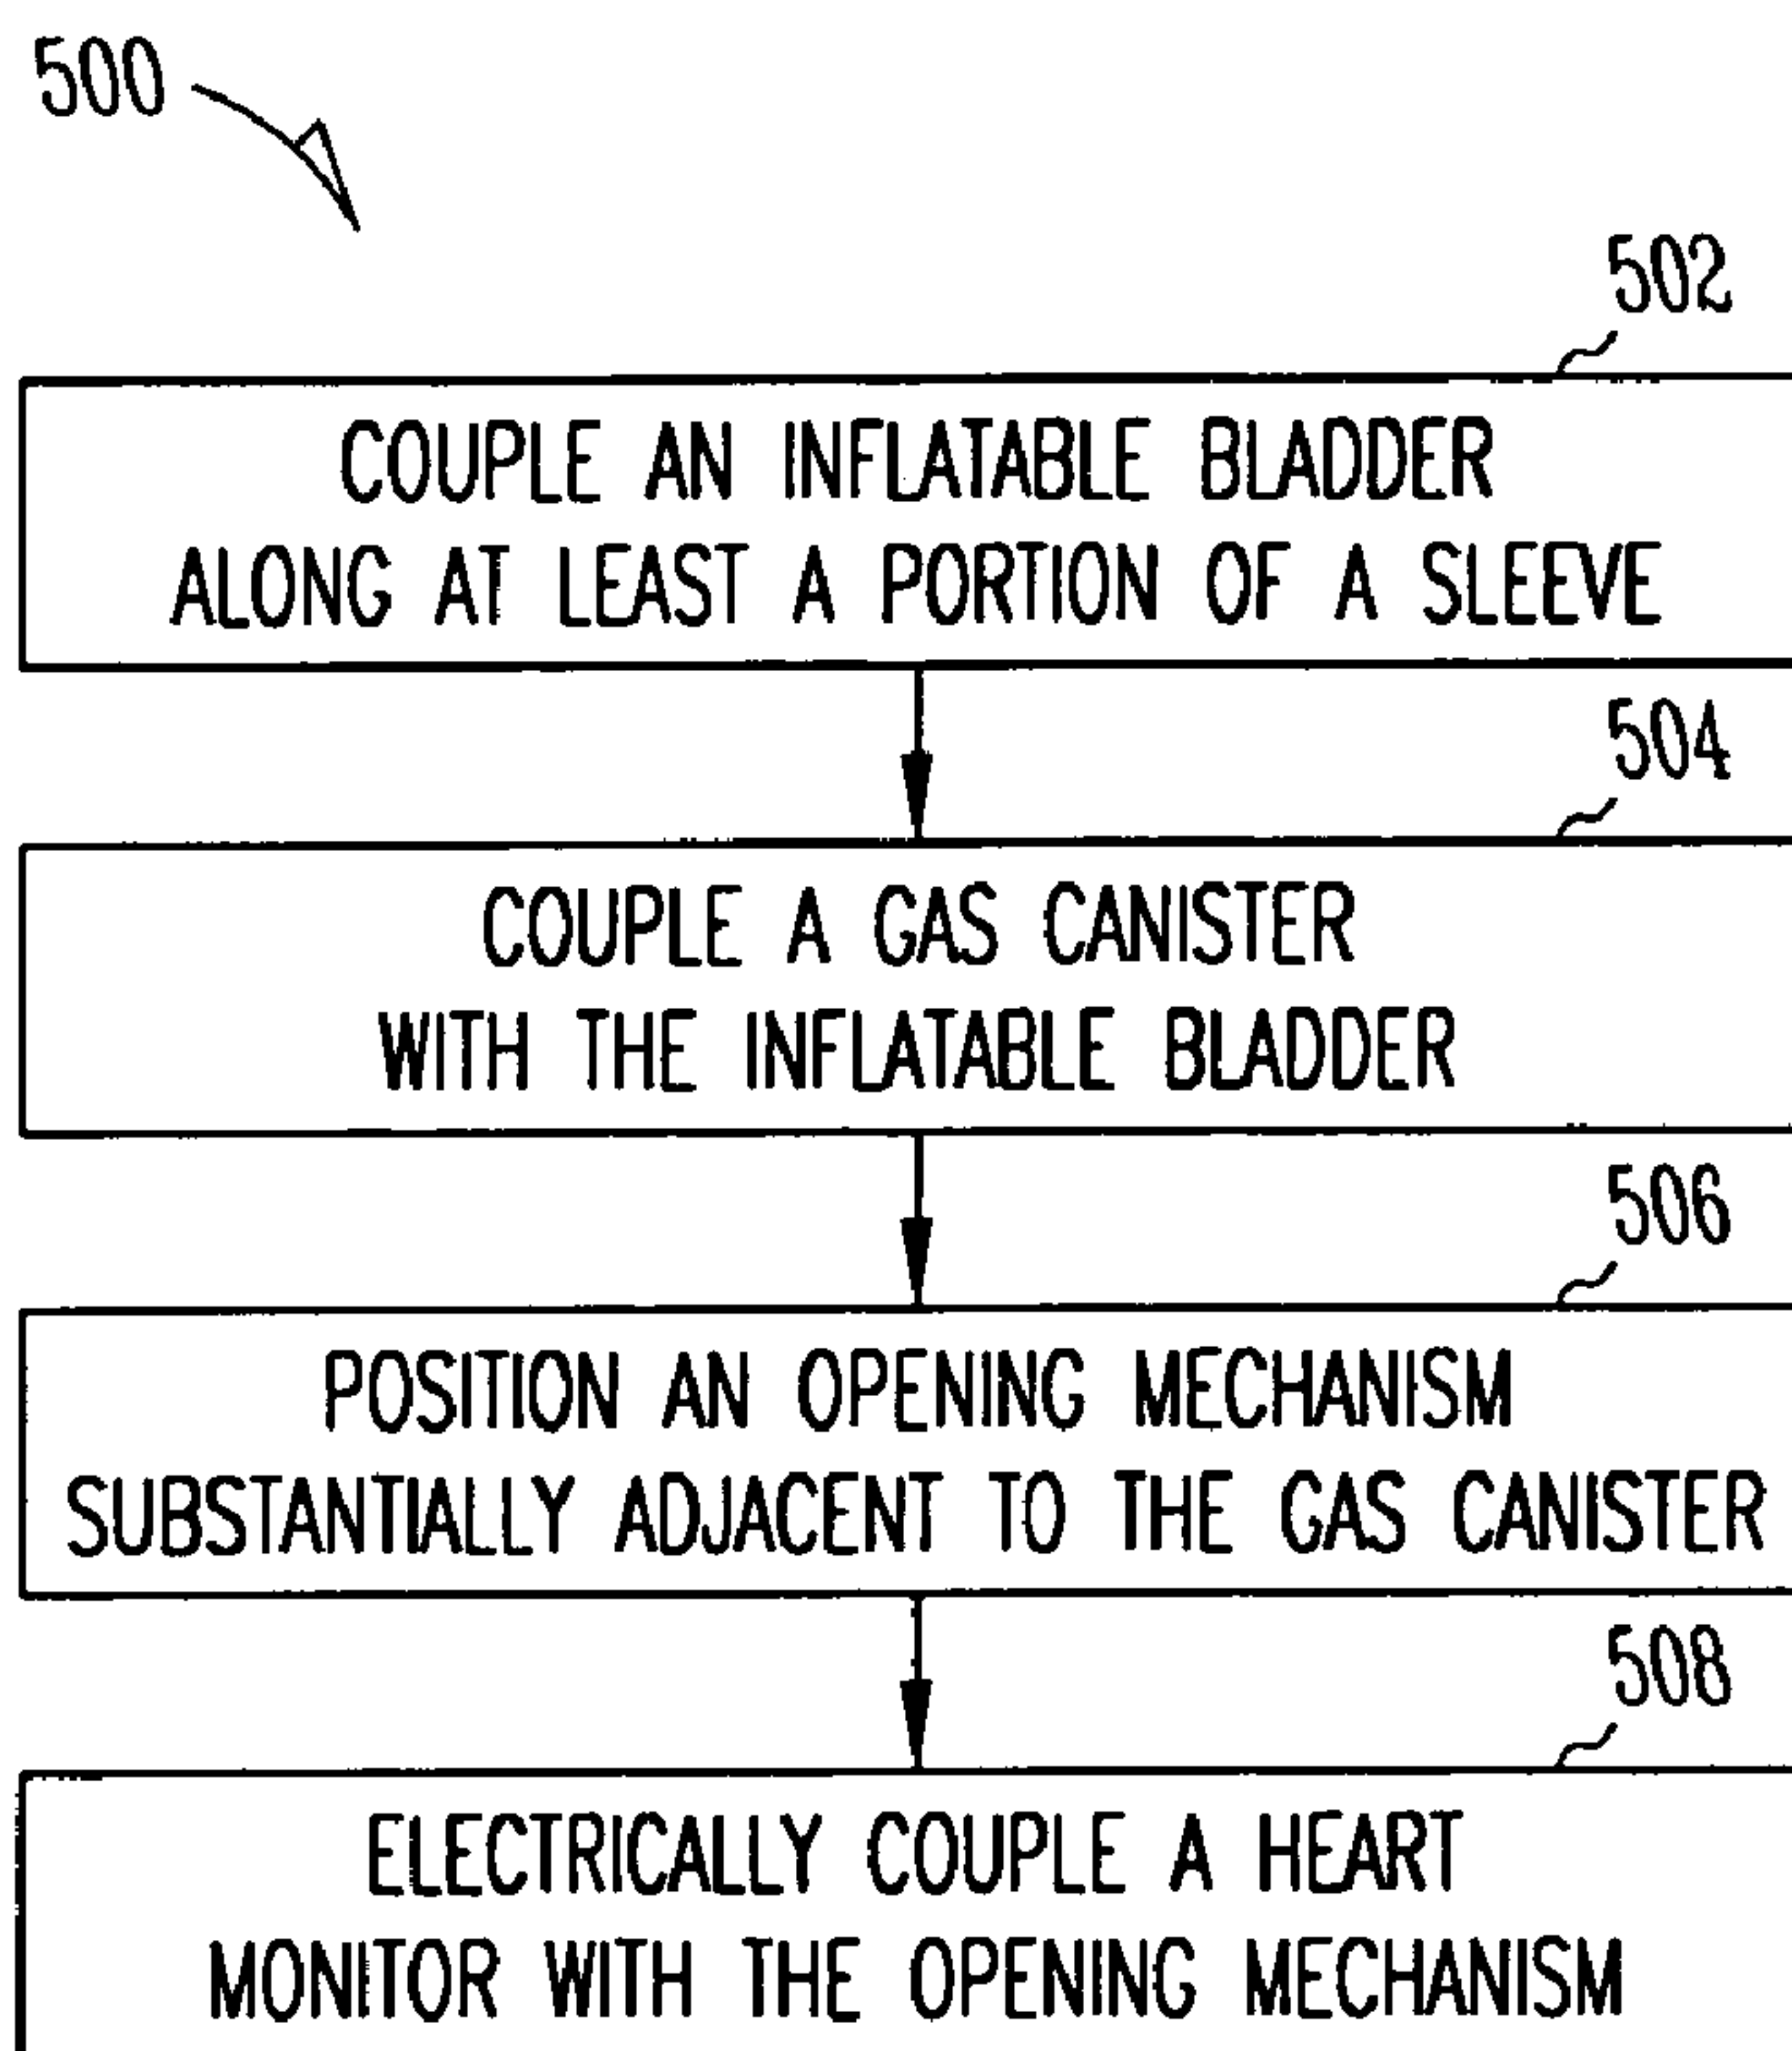 500
502
COUPLE AN INFLATABLE BLADDER
ALONG AT LEAST A PORTION OF A SLEEVE
504
COUPLE A GAS CANISTER
WITH THE INFLATABLE BLADDER
506
POSITION AN OPENING MECHANISM
SUBSTANTIALLY ADJACENT TO THE GAS CANISTER
508
ELECTRICALLY COUPLE A HEART
MONITOR WITH THE OPENING MECHANISM